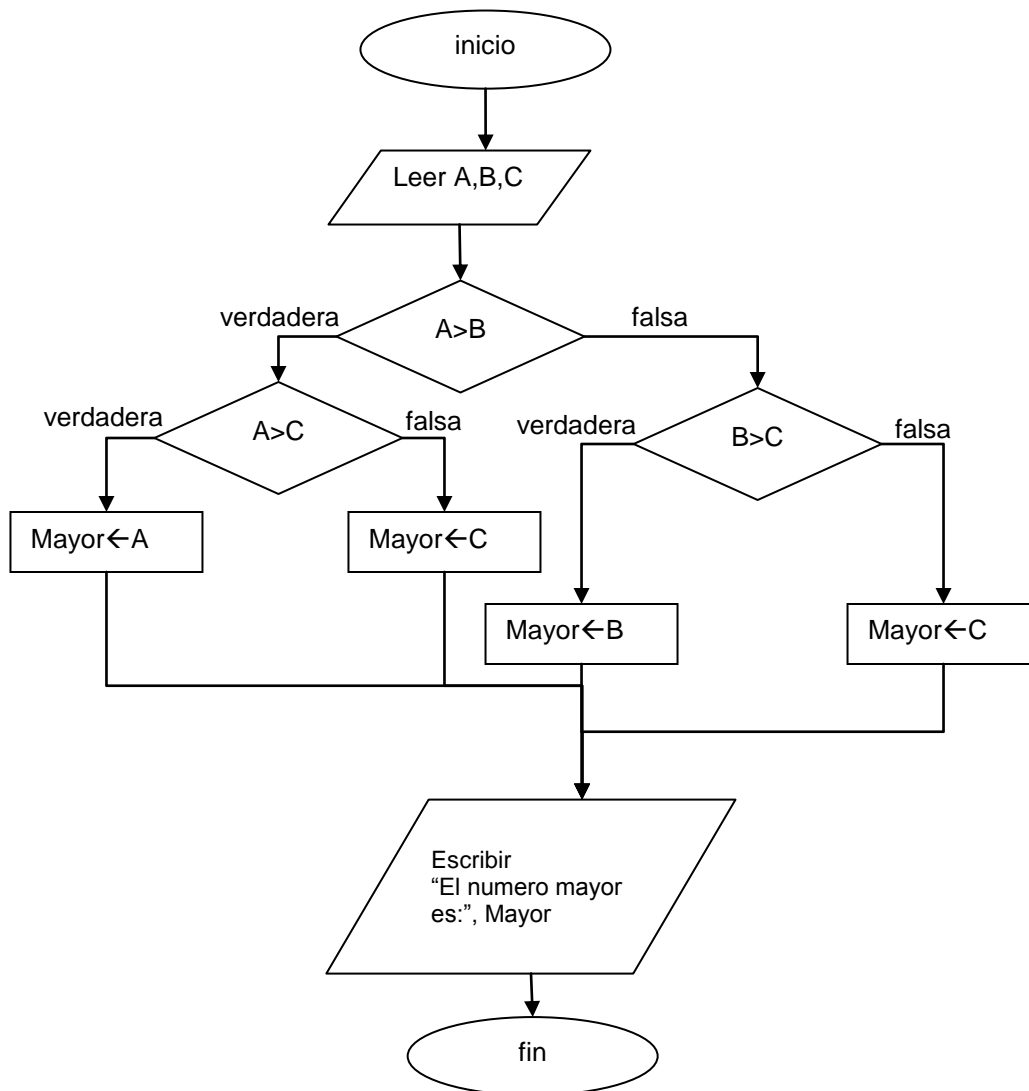 inicio
Leer A,B,C
A>B
verdadera
falsa
A>C
verdadera
falsa
B>C
verdadera
falsa
Mayor←A
Mayor←C
Mayor←B
Mayor←C
Escribir
“El numero mayor
es:”, Mayor
fin